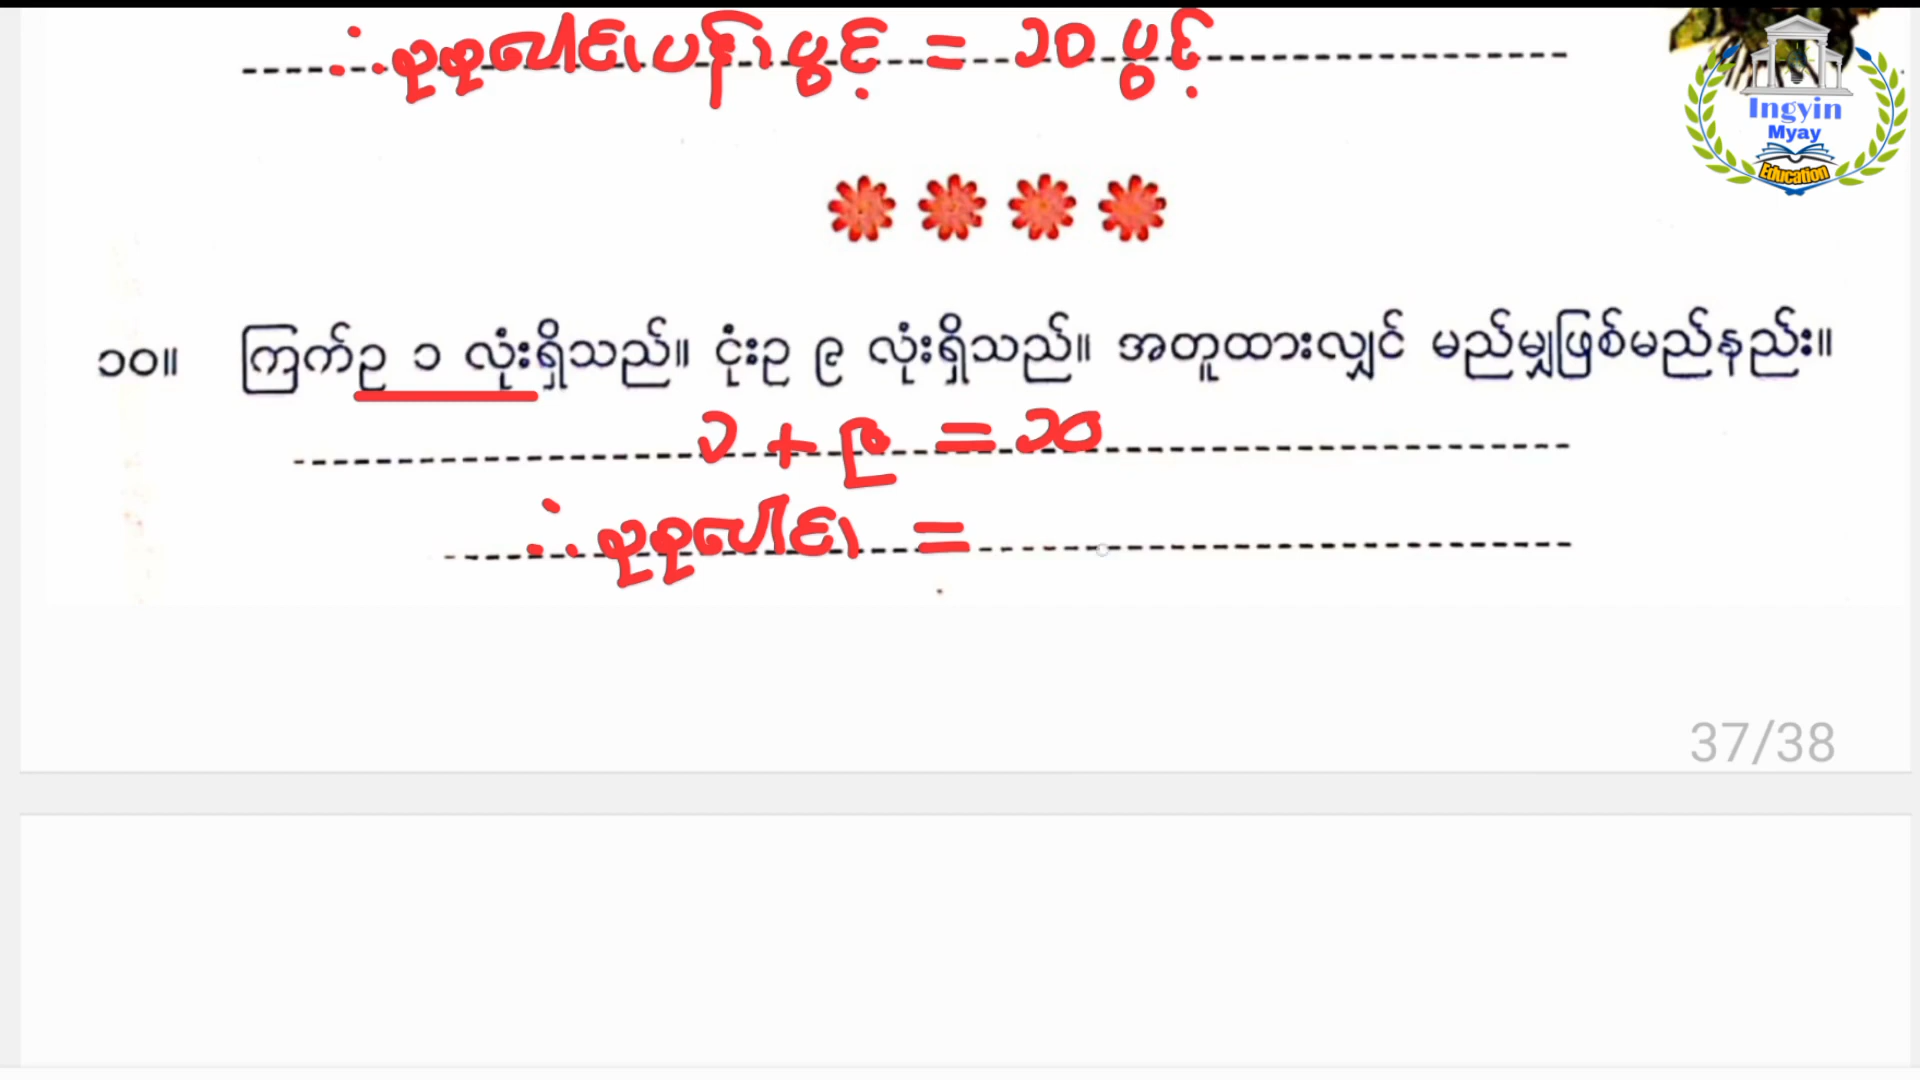 ∴ စုစုပေါင်းပန်းပွင့် = ၁၀ ပွင့်
Ingyin
Myay
Education
၁၀။ ကြက်ဥ ၁ လုံးရှိသည်။ ငုံးဥ ၉ လုံးရှိသည်။ အတူထားလျှင် မည်မျှဖြစ်မည်နည်း။
၁ + ၉ = ၁၀
∴ စုစုပေါင်း =
37/38